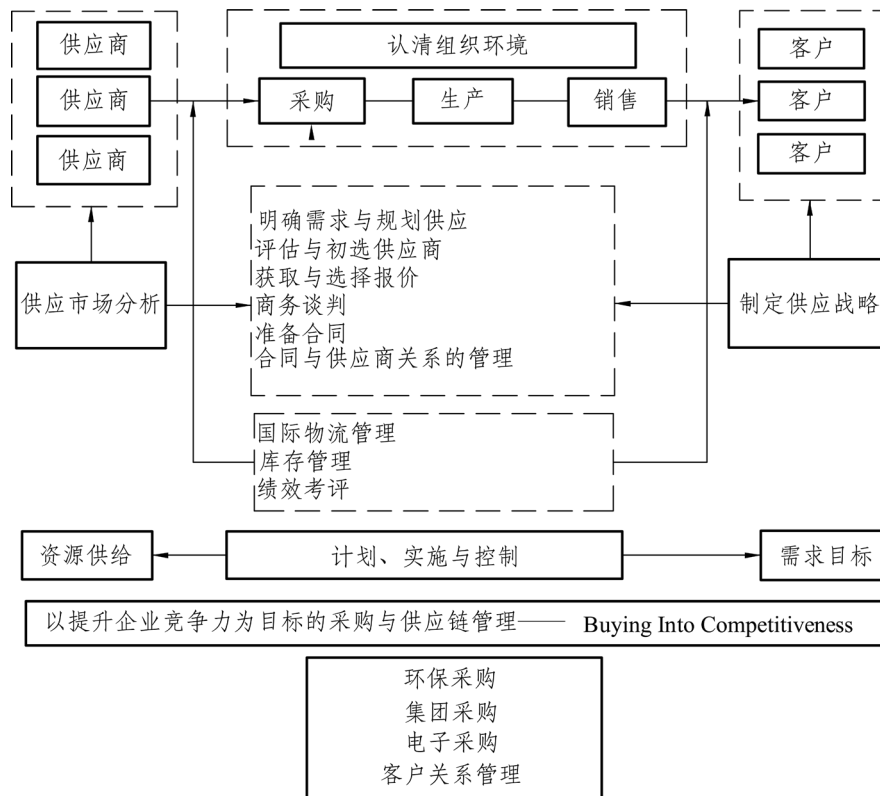 供应商
认清组织环境
客户
供应商
采购
生产
销售
客户
供应商
客户
明确需求与规划供应
评估与初选供应商
获取与选择报价
商务谈判
准备合同
合同与供应商关系的管理
供应市场分析
制定供应战略
国际物流管理
库存管理
绩效考评
资源供给
计划、实施与控制
需求目标
以提升企业竞争力为目标的采购与供应链管理—— Buying Into Competitiveness
环保采购
集团采购
电子采购
客户关系管理